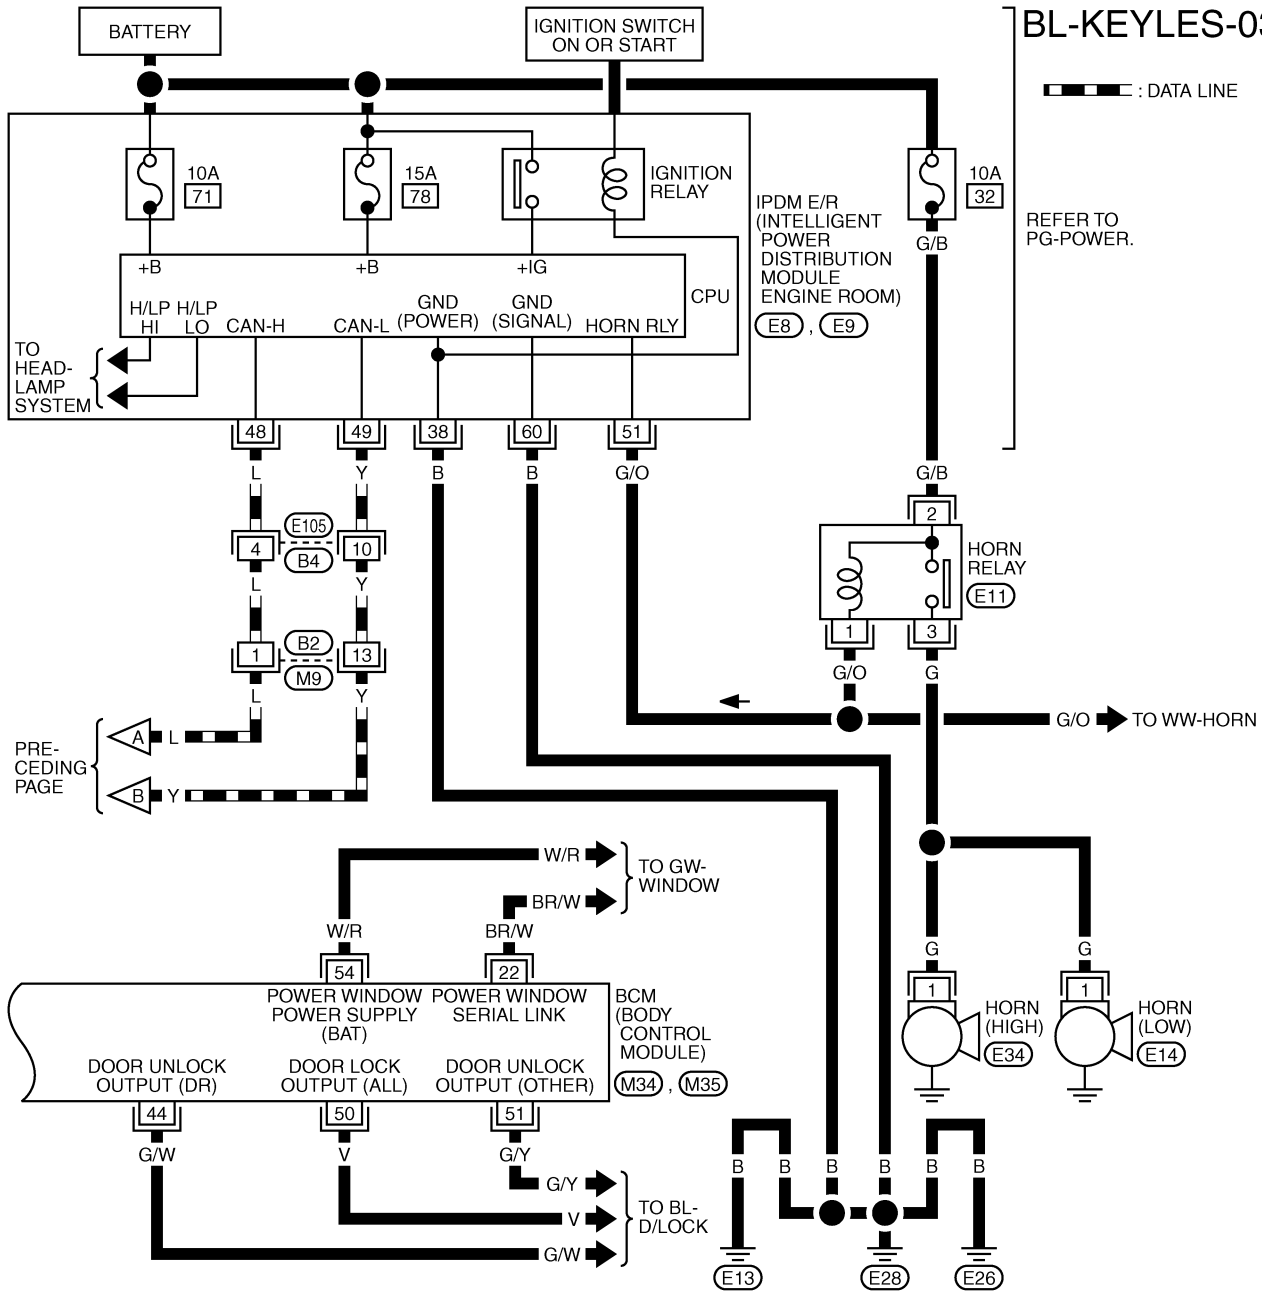 BATTERY
IGNITION SWITCH
ON OR START
BL-KEYLES-03
: DATA LINE
10A
71
15A
78
IGNITION
RELAY
10A
32
IPDM E/R
(INTELLIGENT
POWER
DISTRIBUTION
MODULE
ENGINE ROOM)
E8 , E9
REFER TO
PG-POWER.
G/B
+B
+B
+IG
CPU
H/LP
HI
H/LP
LO
CAN-H
CAN-L
GND
(POWER)
GND
(SIGNAL)
HORN RLY
TO
HEAD-
LAMP
SYSTEM
48
49
38
60
51
L
Y
B
B
G/O
G/B
2
E105
4
10
B4
HORN
RELAY
E11
L
Y
1
3
B2
1
13
M9
G/O
G
L
Y
G/O
TO WW-HORN
PRE-
CEDING
PAGE
A
L
B
Y
W/R
BR/W
TO GW-
WINDOW
W/R
BR/W
54
22
POWER WINDOW
POWER SUPPLY
(BAT)
POWER WINDOW
SERIAL LINK
BCM
(BODY
CONTROL
MODULE)
M34 , M35
DOOR UNLOCK
OUTPUT (DR)
DOOR LOCK
OUTPUT (ALL)
DOOR UNLOCK
OUTPUT (OTHER)
44
50
51
G/W
V
G/Y
G/Y
V
G/W
TO BL-
D/LOCK
G
G
1
1
HORN
(HIGH)
E34
HORN
(LOW)
E14
B
B
B
B
B
B
E13
E28
E26